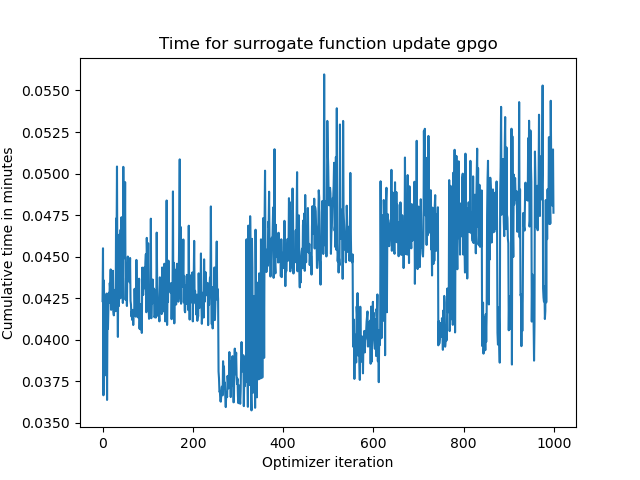 Time for surrogate function update gpgo
Cumulative time in minutes
0.0550
0.0525
0.0500
0.0475
0.0450
0.0425
0.0400
0.0375
0.0350
0 200 400 600 800 1000
Optimizer iteration